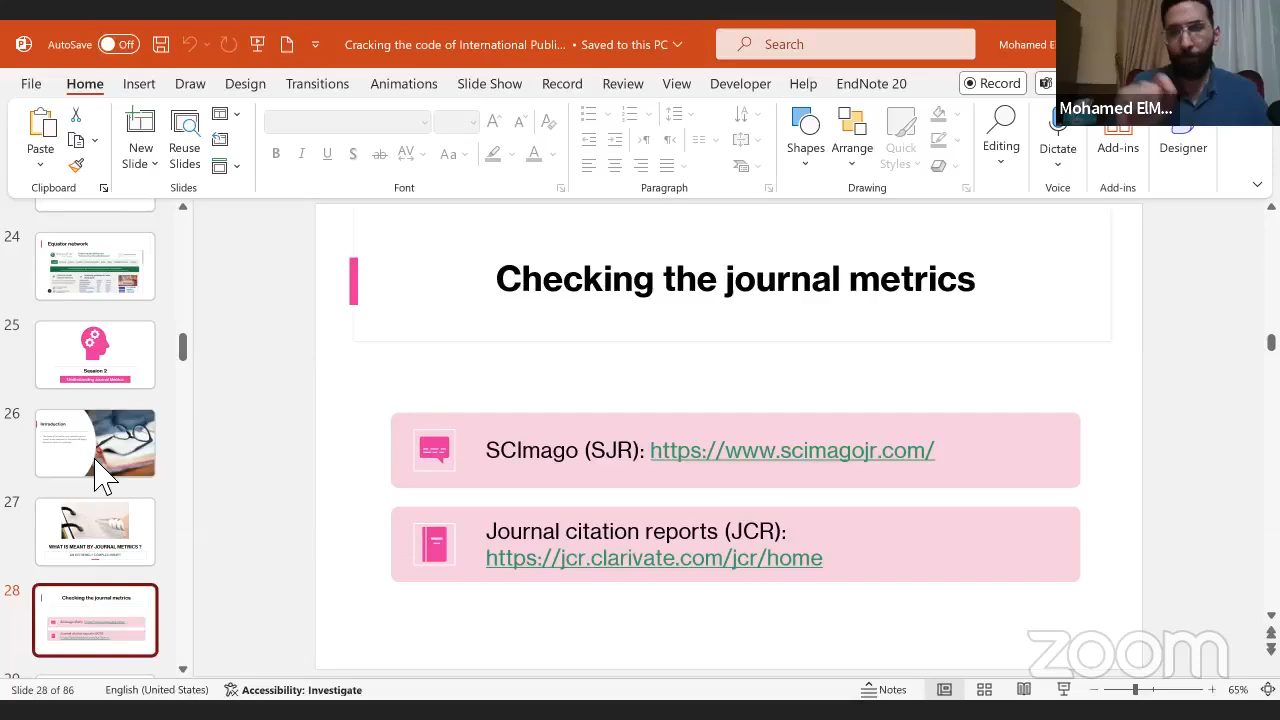 AutoSave Off
Cracking the code of International Publi... • Saved to this PC
Search
Mohamed El
Mohamed ElM...
File Home Insert Draw Design Transitions Animations Slide Show Record Review View Developer Help EndNote 20
Record
Paste
New Slide
Reuse Slides
Shapes
Arrange
Quick Styles
Editing
Dictate
Add-ins
Designer
Clipboard
Slides
Font
Paragraph
Drawing
Voice
Add-ins
24
Equator network
25
Session 2
Understanding Journal Metrics
26
Introduction
27
WHAT IS MEANT BY JOURNAL METRICS ?
28
Checking the journal metrics
Checking the journal metrics
SCImago (SJR): https://www.scimagojr.com/
Journal citation reports (JCR):
https://jcr.clarivate.com/jcr/home
zoom
Slide 28 of 86
English (United States)
Accessibility: Investigate
Notes
65%